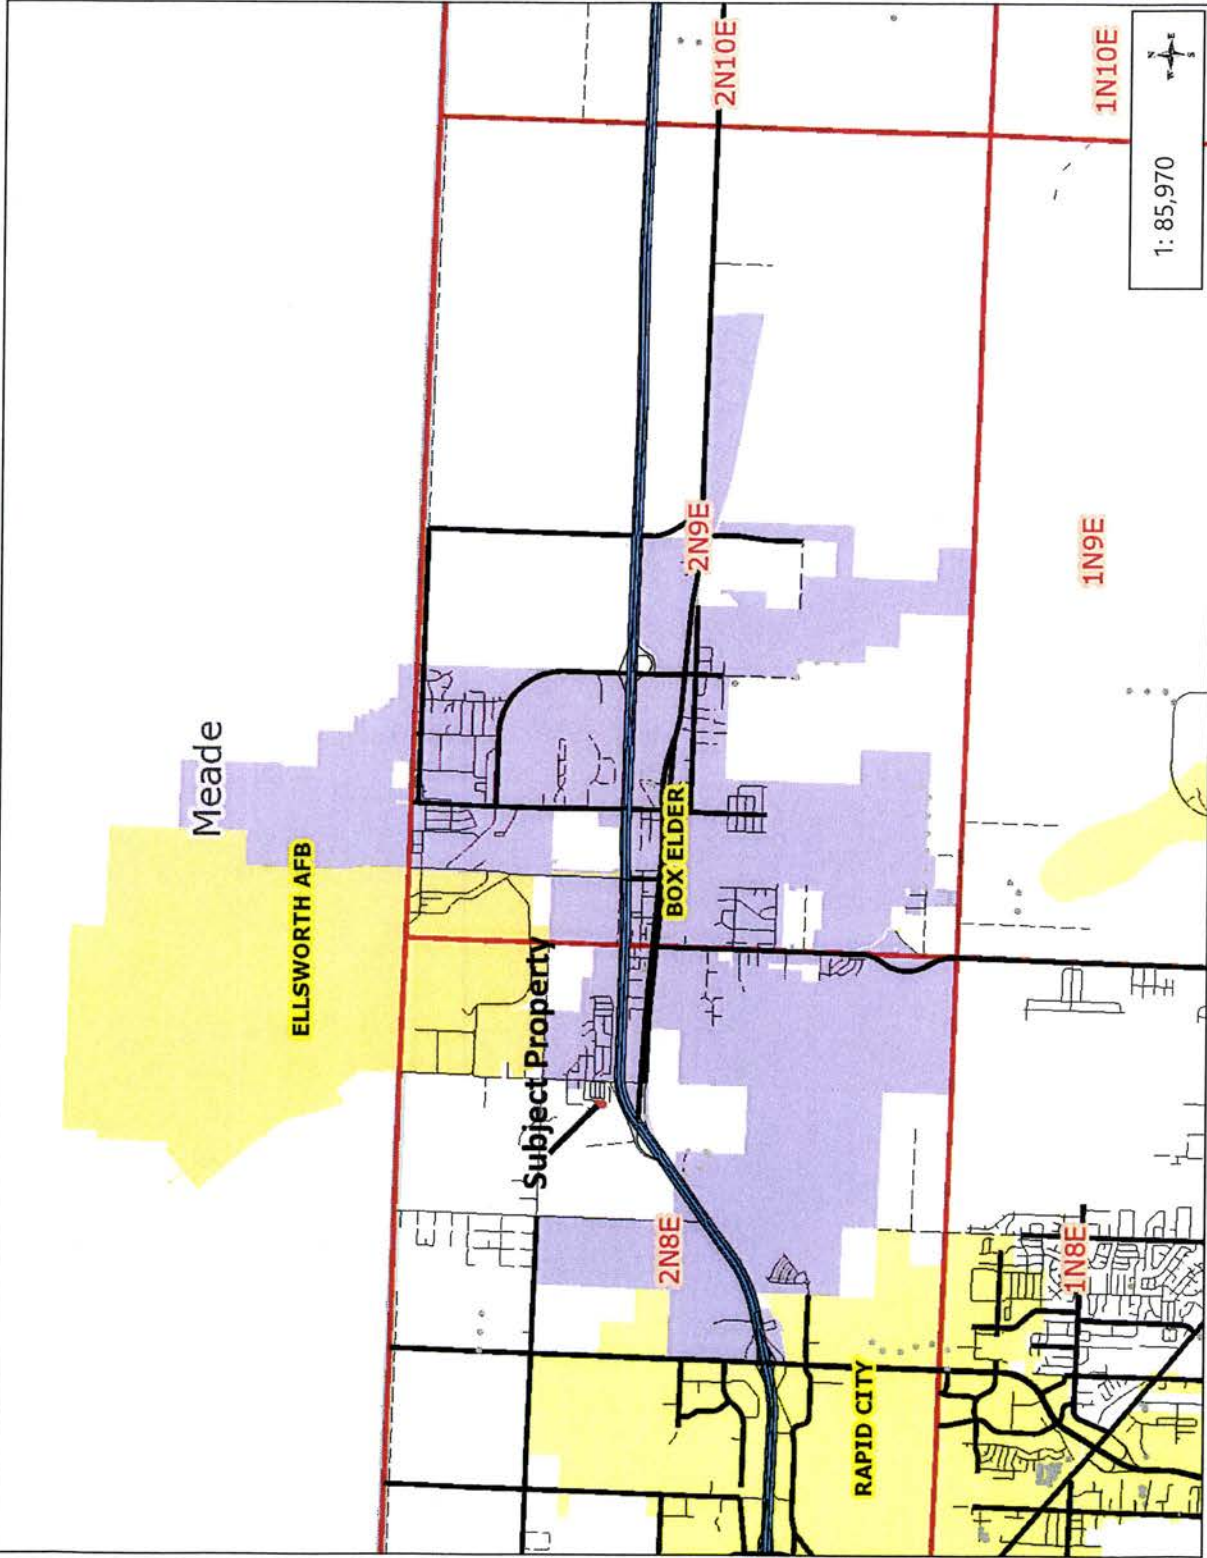 Meade
ELLSWORTH AFB
Subject Property
2N8E
BOX ELDER
2N9E
2N10E
RAPID CITY
1N8E
1N9E
1N10E
N
W E
S
1: 85,970